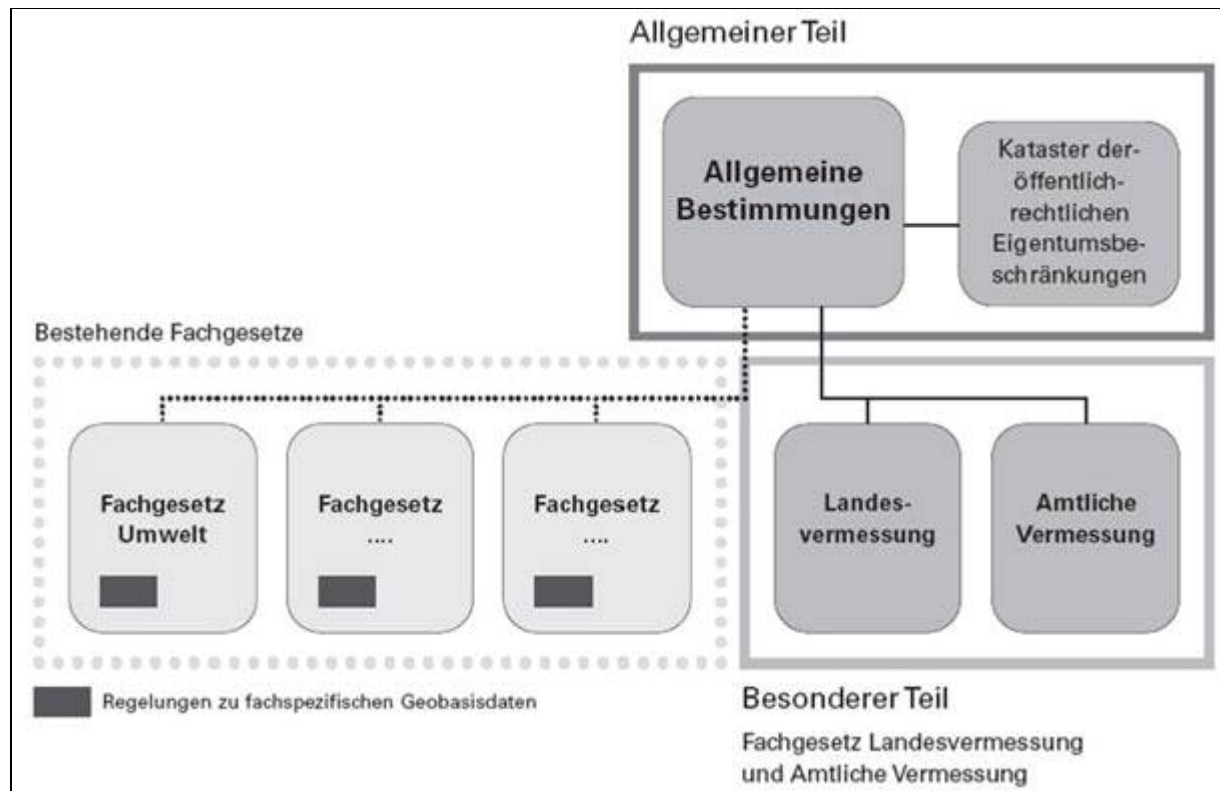 Allgemeiner Teil
Allgemeine
Bestimmungen
Kataster der-
öffentlich-
rechtlichen
Eigentumsbe-
schränkungen
Bestehende Fachgesetze
Fachgesetz
Umwelt
Fachgesetz
....
Fachgesetz
....
Landes-
vermessung
Amtliche
Vermessung
Regelungen zu fachspezifischen Geobasisdaten
Besonderer Teil
Fachgesetz Landesvermessung
und Amtliche Vermessung